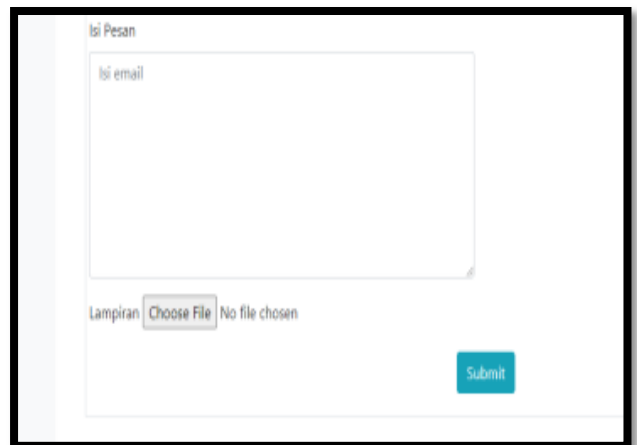 Isi Pesan
Isi email
Lampiran Choose File No file chosen
Submit